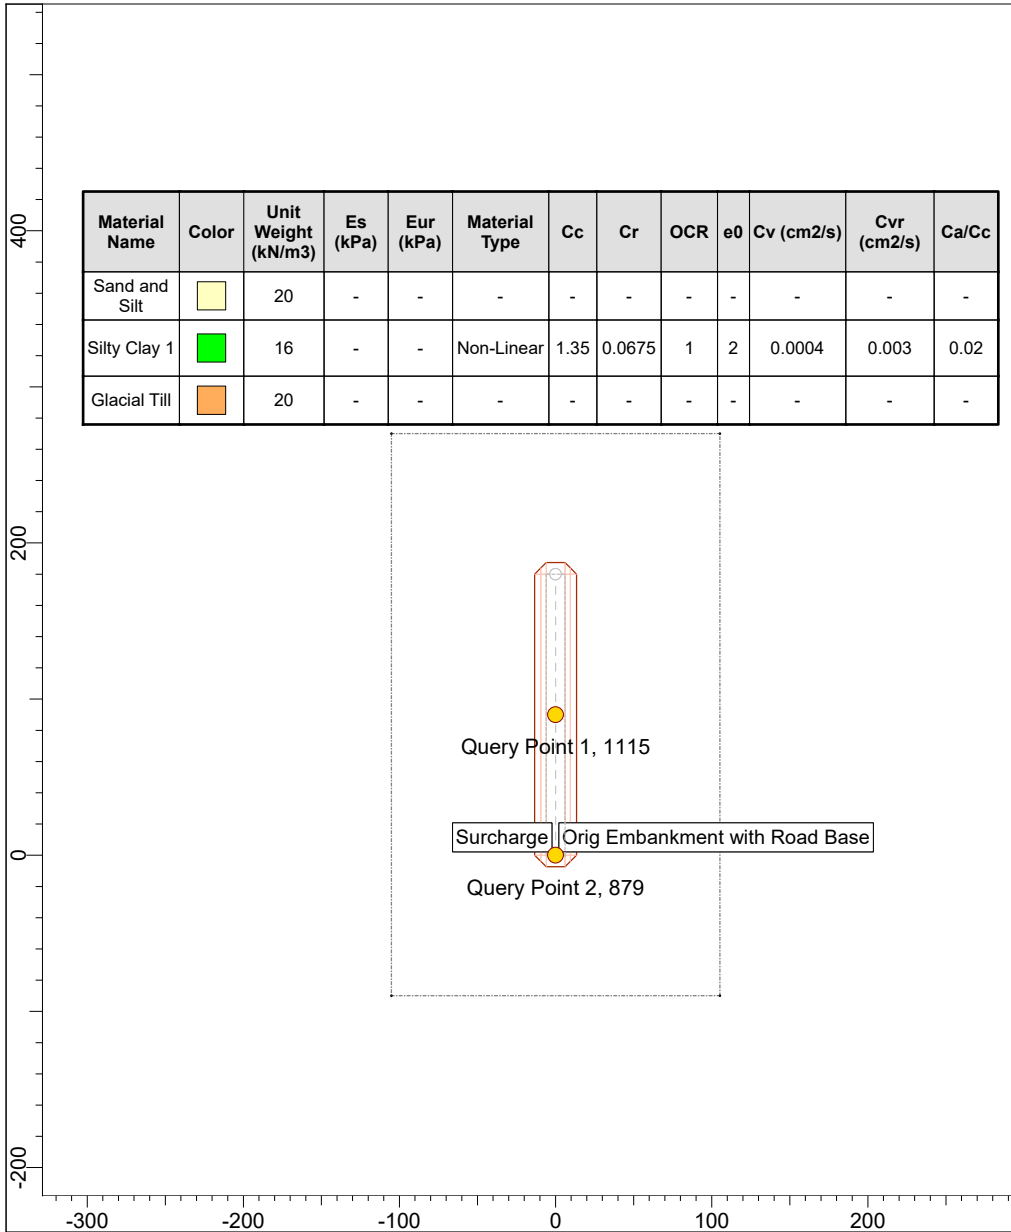 400
200
0
-200
Material Name Color Unit Weight (kN/m3) Es (kPa) Eur (kPa) Material Type Cc Cr OCR e0 Cv (cm2/s) Cvr (cm2/s) Ca/Cc
Sand and Silt 20 - - - - - - - - - -
Silty Clay 1 16 - - Non-Linear 1.35 0.0675 1 2 0.0004 0.003 0.02
Glacial Till 20 - - - - - - - - - -
Query Point 1, 1115
Surcharge Orig Embankment with Road Base
Query Point 2, 879
-300 -200 -100 0 100 200